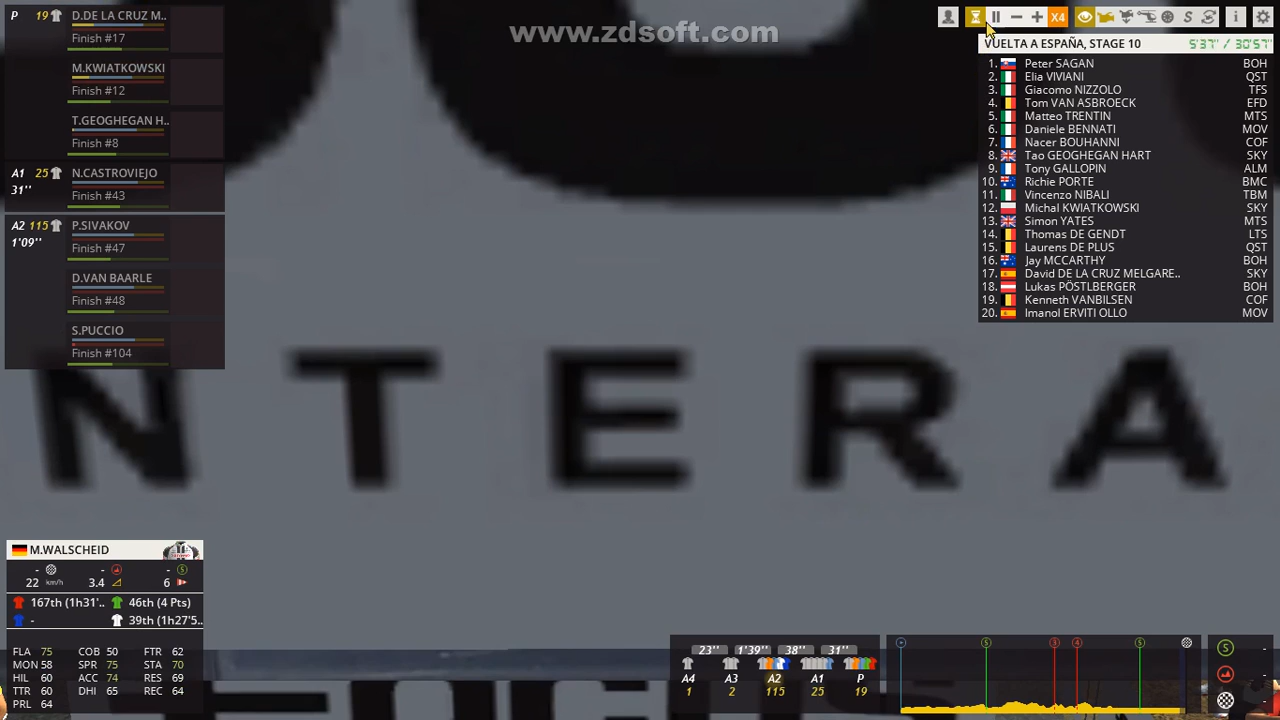 www.zdsoft.com
P 19 D.DE LA CRUZ M..
Finish #17
M.KWIATKOWSKI
Finish #12
T.GEOGHEGAN H..
Finish #8
A1 25 N.CASTROVIEJO
31'' Finish #43
A2 115 P.SIVAKOV
1'09'' Finish #47
D.VAN BAARLE
Finish #48
S.PUCCIO
Finish #104
X4
VUELTA A ESPAÑA, STAGE 10 5'37'' / 30'57''
1. Peter SAGAN BOH
2. Elia VIVIANI QST
3. Giacomo NIZZOLO TFS
4. Tom VAN ASBROECK EFD
5. Matteo TRENTIN MTS
6. Daniele BENNATI MOV
7. Nacer BOUHANNI COF
8. Tao GEOGHEGAN HART SKY
9. Tony GALLOPIN ALM
10. Richie PORTE BMC
11. Vincenzo NIBALI TBM
12. Michal KWIATKOWSKI SKY
13. Simon YATES MTS
14. Thomas DE GENDT LTS
15. Laurens DE PLUS QST
16. Jay MCCARTHY BOH
17. David DE LA CRUZ MELGARE.. SKY
18. Lukas PÖSTLBERGER BOH
19. Kenneth VANBILSEN COF
20. Imanol ERVITI OLLO MOV
NTERA
M.WALSCHEID
- - -
22 km/h 3.4 6
167th (1h31'.. 46th (4 Pts)
- 39th (1h27'5..
FLA 75 COB 50 FTR 62
MON 58 SPR 75 STA 70
HIL 60 ACC 74 RES 69
TTR 60 DHI 65 REC 64
PRL 64
23'' 1'39'' 38'' 31''
A4 A3 A2 A1 P
1 2 115 25 19
S 3 4 S
S -
-
-